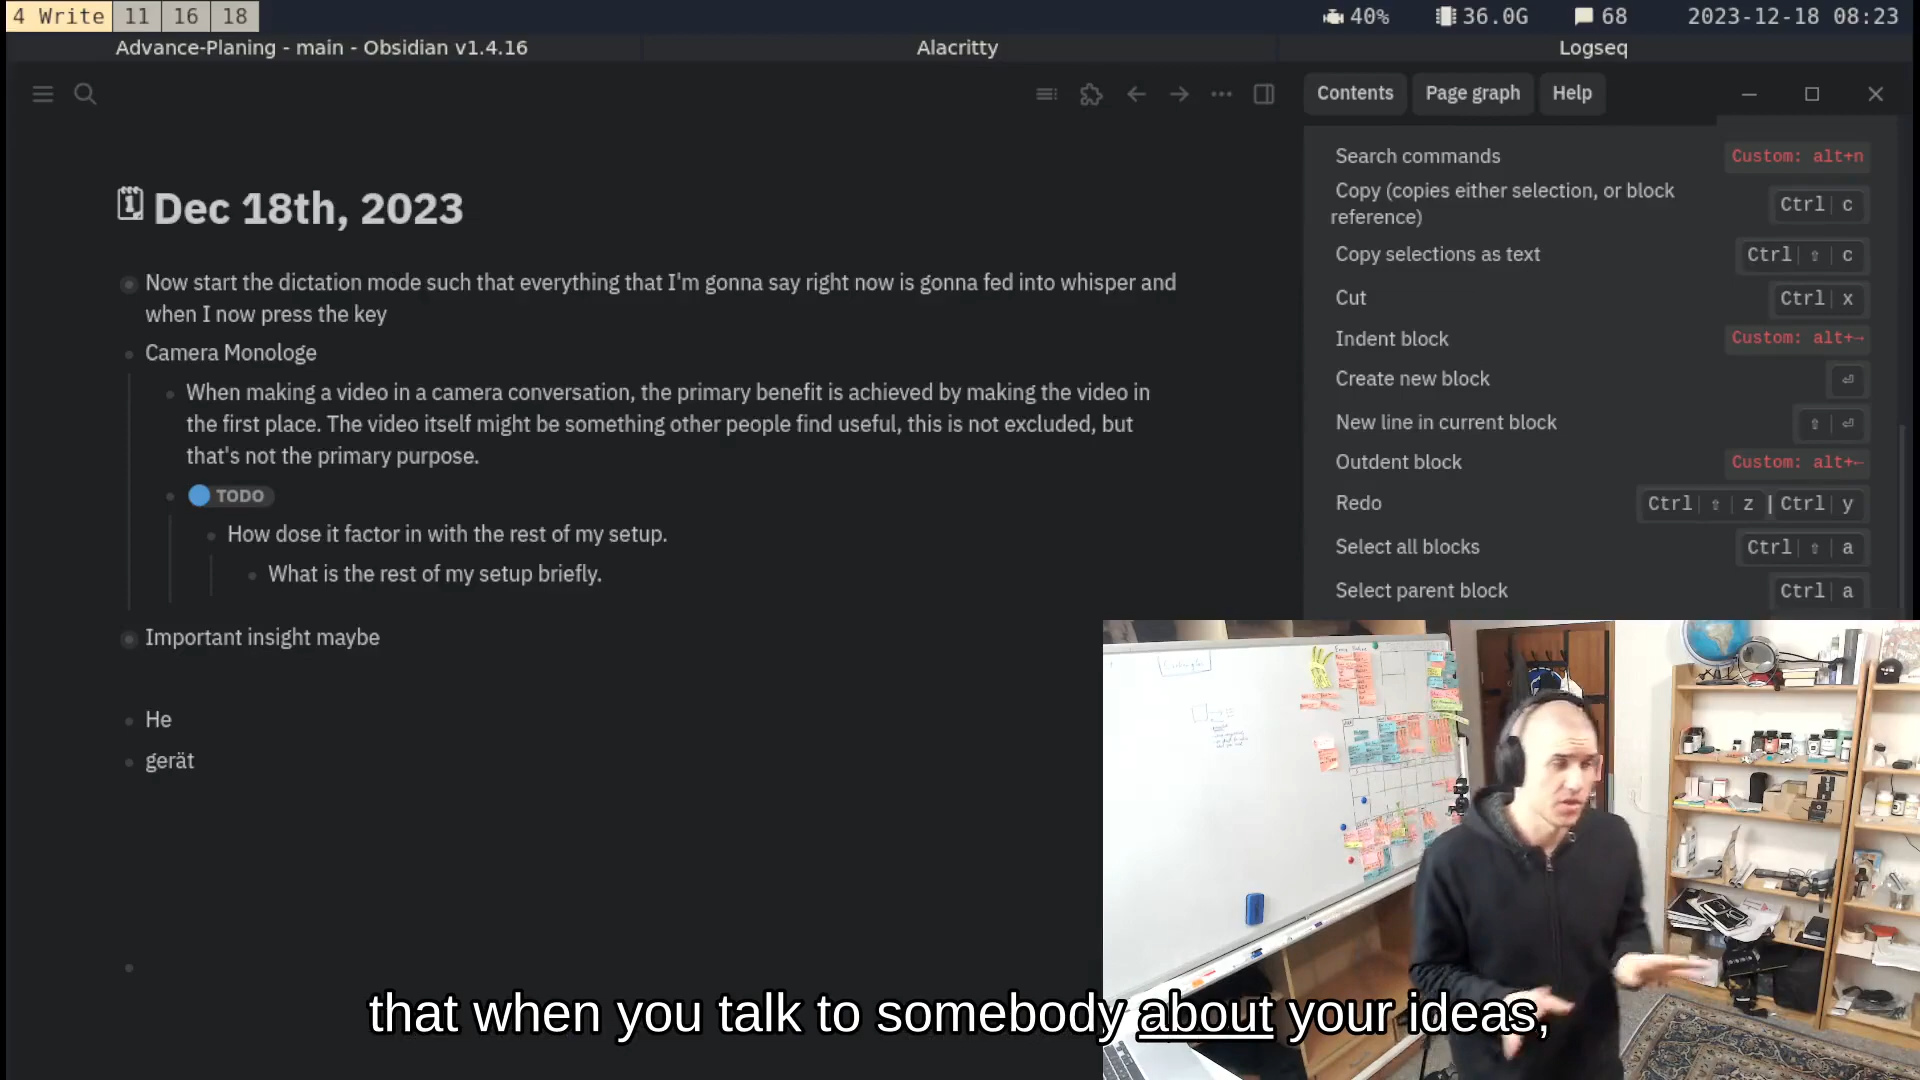 4 Write 11 16 18 40% 36.0G 68 2023-12-18 08:23
Advance-Planing - main - Obsidian v1.4.16 Alacritty Logseq
Contents Page graph Help
Dec 18th, 2023
Now start the dictation mode such that everything that I'm gonna say right now is gonna fed into whisper and
when I now press the key
Camera Monologe
When making a video in a camera conversation, the primary benefit is achieved by making the video in
the first place. The video itself might be something other people find useful, this is not excluded, but
that's not the primary purpose.
TODO
How dose it factor in with the rest of my setup.
What is the rest of my setup briefly.
Important insight maybe
He
gerät
Search commands Custom: alt+n
Copy (copies either selection, or block
reference) Ctrl c
Copy selections as text Ctrl ⇧ c
Cut Ctrl x
Indent block Custom: alt+→
Create new block ⏎
New line in current block ⇧ ⏎
Outdent block Custom: alt+←
Redo Ctrl ⇧ z | Ctrl y
Select all blocks Ctrl ⇧ a
Select parent block Ctrl a
that when you talk to somebody about your ideas,